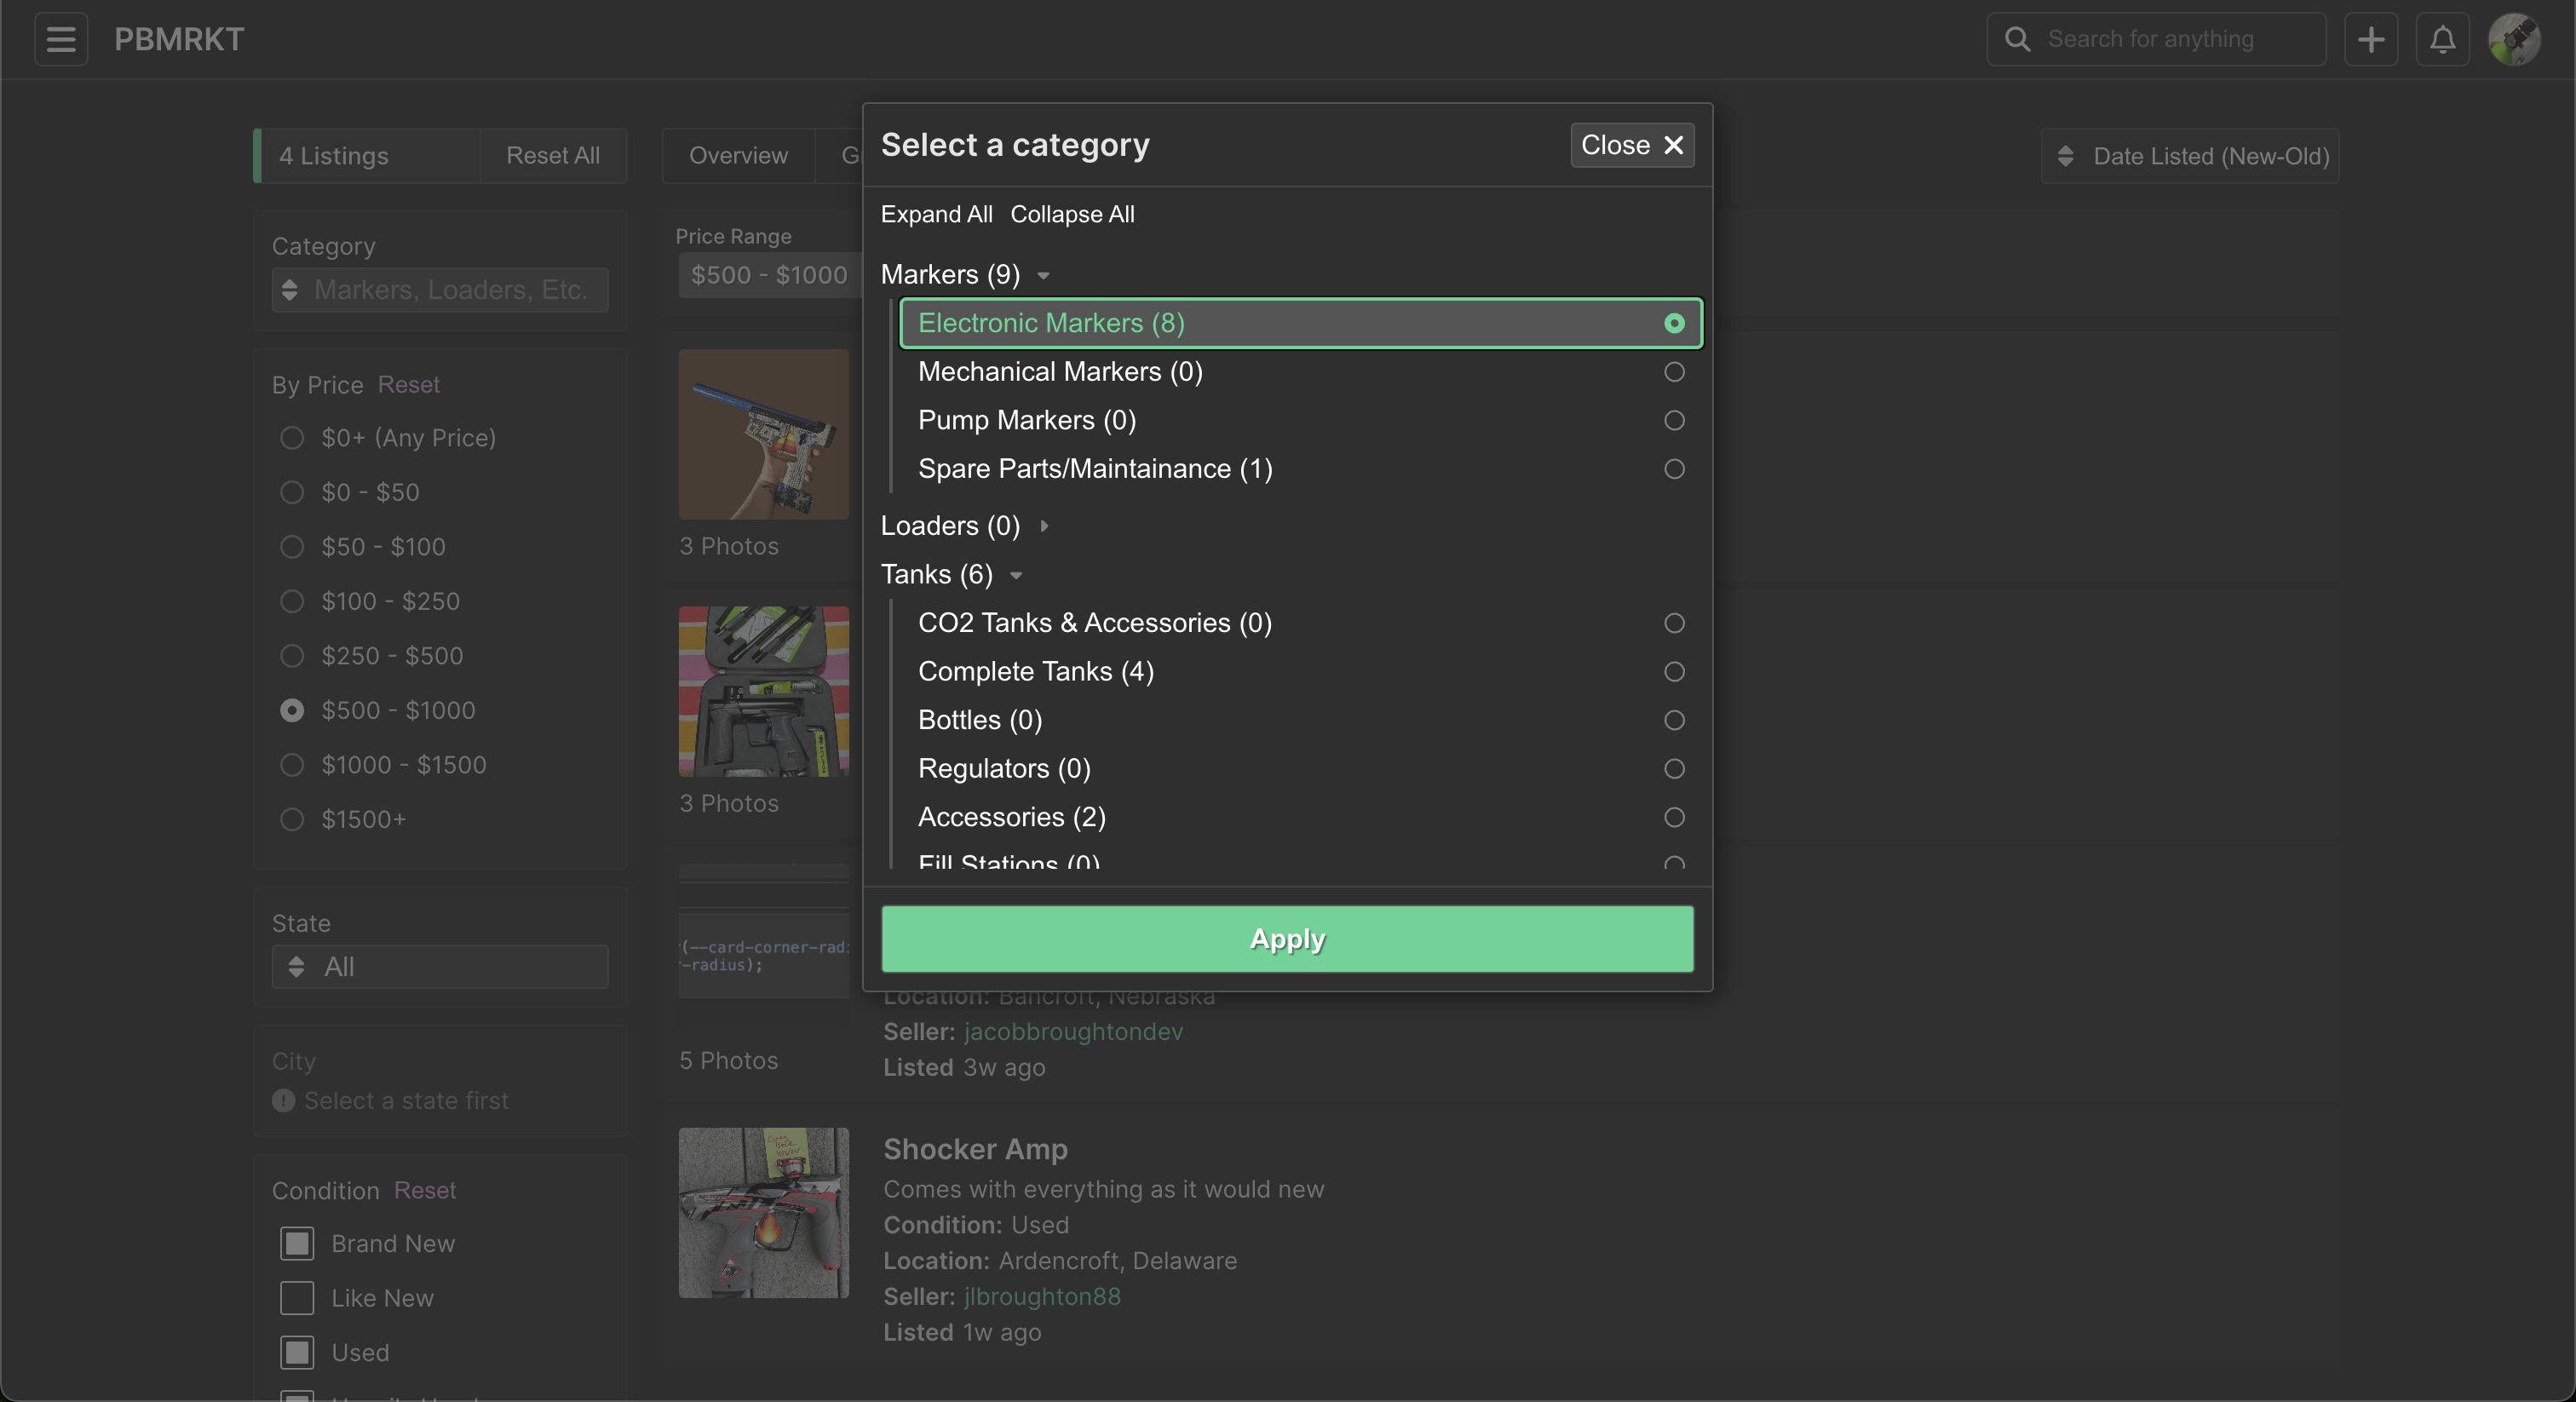 PBMRKT
Search for anything
4 Listings
Reset All
Overview
Date Listed (New-Old)
Category
Markers, Loaders, Etc.
By Price Reset
$0+ (Any Price)
$0 - $50
$50 - $100
$100 - $250
$250 - $500
$500 - $1000
$1000 - $1500
$1500+
State
All
City
Select a state first
Condition Reset
Brand New
Like New
Used
Price Range
$500 - $1000
3 Photos
3 Photos
(--card-corner-radi
-radius);
5 Photos
Location: Bancroft, Nebraska
Seller: jacobbroughtondev
Listed 3w ago
Shocker Amp
Comes with everything as it would new
Condition: Used
Location: Ardencroft, Delaware
Seller: jlbroughton88
Listed 1w ago
Select a category
Close
Expand All Collapse All
Markers (9)
Electronic Markers (8)
Mechanical Markers (0)
Pump Markers (0)
Spare Parts/Maintainance (1)
Loaders (0)
Tanks (6)
CO2 Tanks & Accessories (0)
Complete Tanks (4)
Bottles (0)
Regulators (0)
Accessories (2)
Fill Stations (0)
Apply